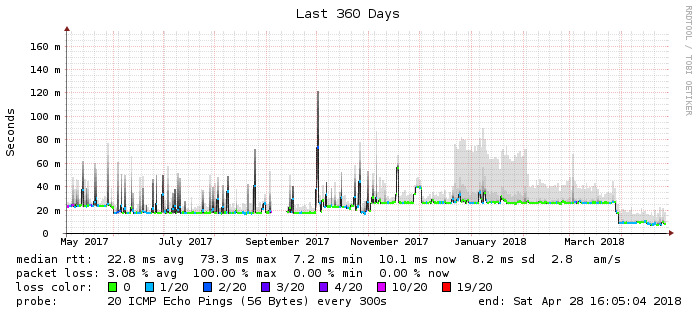 Last 360 Days
RRDTOOL / TOBI OETIKER
Seconds
160 m
140 m
120 m
100 m
80 m
60 m
40 m
20 m
0
May 2017 July 2017 September 2017 November 2017 January 2018 March 2018
median rtt: 22.8 ms avg 73.3 ms max 7.2 ms min 10.1 ms now 8.2 ms sd 2.8 am/s
packet loss: 3.08 % avg 100.00 % max 0.00 % min 0.00 % now
loss color: 0 1/20 2/20 3/20 4/20 10/20 19/20
probe: 20 ICMP Echo Pings (56 Bytes) every 300s end: Sat Apr 28 16:05:04 2018